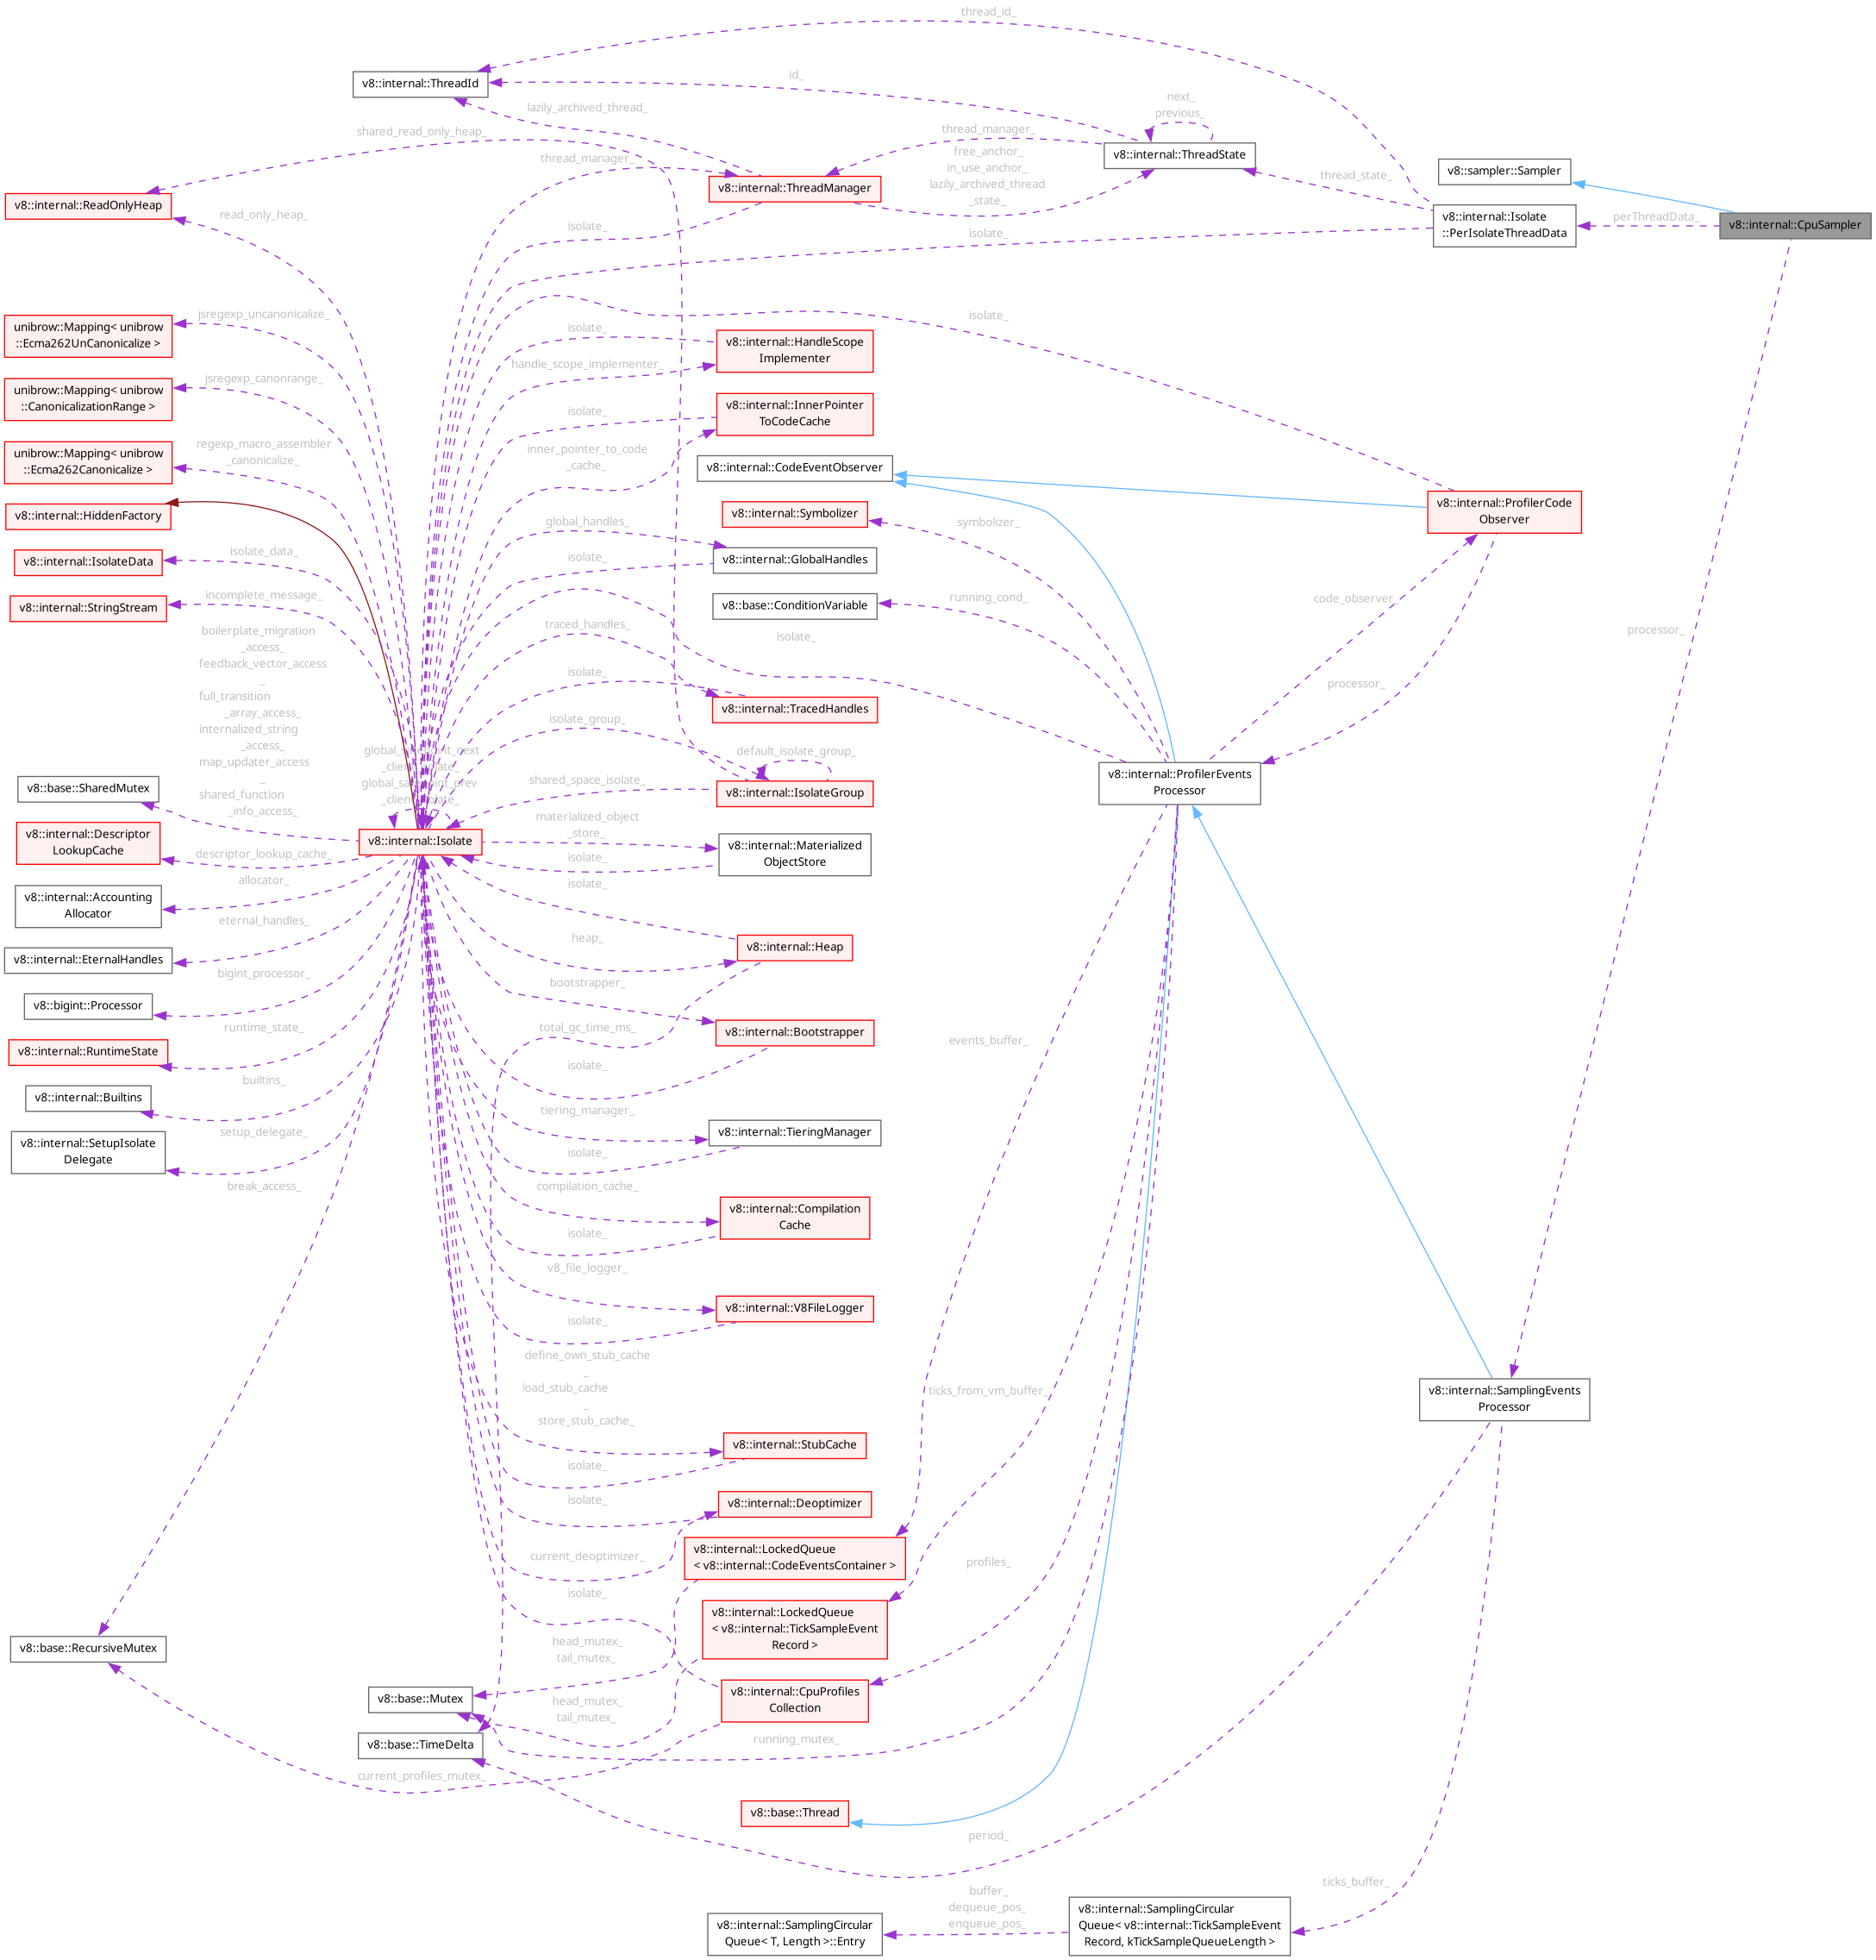 thread_id_
v8::internal::ThreadId
id_
next_
previous_
lazily_archived_thread_
shared_read_only_heap_
thread_manager_
v8::internal::ThreadState
thread_manager_
free_anchor_
in_use_anchor_
lazily_archived_thread
_state_
v8::sampler::Sampler
thread_state_
v8::internal::ThreadManager
v8::internal::ReadOnlyHeap
read_only_heap_
isolate_
isolate_
v8::internal::Isolate
::PerIsolateThreadData
perThreadData_
v8::internal::CpuSampler
unibrow::Mapping< unibrow
::Ecma262UnCanonicalize >
jsregexp_uncanonicalize_
isolate_
isolate_
v8::internal::HandleScope
Implementer
handle_scope_implementer_
unibrow::Mapping< unibrow
::CanonicalizationRange >
jsregexp_canonrange_
isolate_
v8::internal::InnerPointer
ToCodeCache
unibrow::Mapping< unibrow
::Ecma262Canonicalize >
regexp_macro_assembler
_canonicalize_
inner_pointer_to_code
_cache_
v8::internal::CodeEventObserver
v8::internal::HiddenFactory
v8::internal::Symbolizer
symbolizer_
v8::internal::ProfilerCode
Observer
global_handles_
isolate_
v8::internal::GlobalHandles
v8::internal::IsolateData
isolate_data_
v8::internal::StringStream
incomplete_message_
v8::base::ConditionVariable
running_cond_
code_observer_
traced_handles_
isolate_
processor_
boilerplate_migration
_access_
feedback_vector_access
_
full_transition
_array_access_
internalized_string
_access_
map_updater_access
_
shared_function
_info_access_
isolate_
v8::internal::TracedHandles
processor_
isolate_group_
default_isolate_group_
global_safepoint_next
_client_isolate_
global_safepoint_prev
_client_isolate_
shared_space_isolate_
v8::internal::IsolateGroup
v8::internal::ProfilerEvents
Processor
v8::base::SharedMutex
v8::internal::Descriptor
LookupCache
descriptor_lookup_cache_
v8::internal::Isolate
materialized_object
_store_
isolate_
v8::internal::Materialized
ObjectStore
v8::internal::Accounting
Allocator
allocator_
isolate_
v8::internal::EternalHandles
eternal_handles_
heap_
v8::internal::Heap
v8::bigint::Processor
bigint_processor_
bootstrapper_
v8::internal::RuntimeState
runtime_state_
total_gc_time_ms_
v8::internal::Bootstrapper
events_buffer_
isolate_
v8::internal::Builtins
builtins_
tiering_manager_
v8::internal::TieringManager
isolate_
v8::internal::SetupIsolate
Delegate
setup_delegate_
break_access_
compilation_cache_
v8::internal::Compilation
Cache
isolate_
v8_file_logger_
v8::internal::V8FileLogger
isolate_
define_own_stub_cache
_
load_stub_cache
_
store_stub_cache_
ticks_from_vm_buffer_
v8::internal::SamplingEvents
Processor
v8::internal::StubCache
isolate_
isolate_
v8::internal::Deoptimizer
current_deoptimizer_
v8::internal::LockedQueue
< v8::internal::CodeEventsContainer >
profiles_
isolate_
v8::internal::LockedQueue
< v8::internal::TickSampleEvent
Record >
v8::base::RecursiveMutex
head_mutex_
tail_mutex_
v8::base::Mutex
head_mutex_
tail_mutex_
v8::internal::CpuProfiles
Collection
v8::base::TimeDelta
running_mutex_
current_profiles_mutex_
v8::base::Thread
period_
ticks_buffer_
v8::internal::SamplingCircular
Queue< T, Length >::Entry
buffer_
dequeue_pos_
enqueue_pos_
v8::internal::SamplingCircular
Queue< v8::internal::TickSampleEvent
Record, kTickSampleQueueLength >